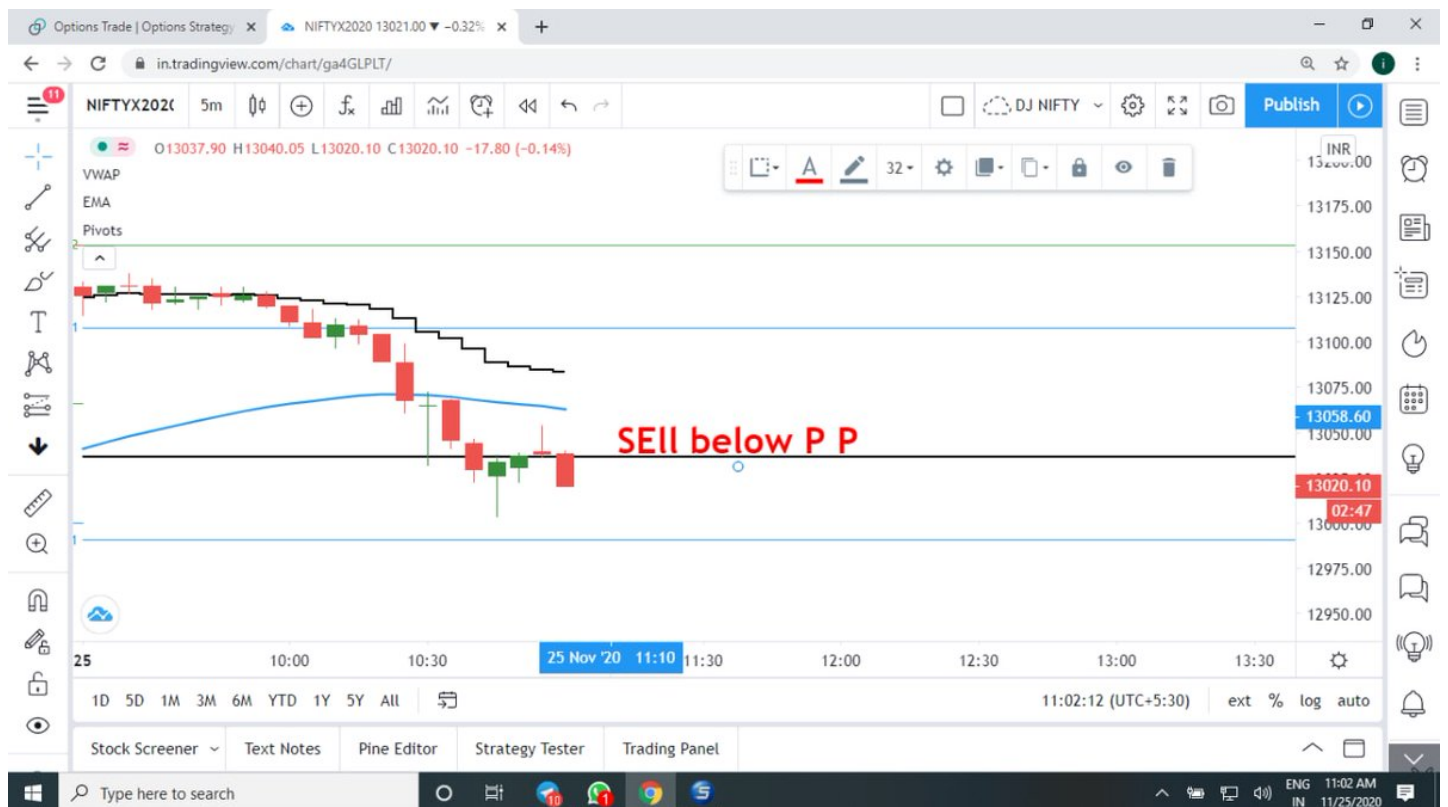 Options Trade | Options Strategy
NIFTYX2020 13021.00 ▼ −0.32%
in.tradingview.com/chart/ga4GLPLT/
11
NIFTYX202
5m
DJ NIFTY
Publish
O13037.90 H13040.05 L13020.10 C13020.10 −17.80 (−0.14%)
INR
VWAP
EMA
Pivots
32
13175.00
13150.00
13125.00
13100.00
13075.00
13058.60
13050.00
SEll below P P
13020.10
02:47
13000.00
12975.00
12950.00
25
10:00
10:30
25 Nov '20 11:10
11:30
12:00
12:30
13:00
13:30
1D 5D 1M 3M 6M YTD 1Y 5Y All
11:02:12 (UTC+5:30)
ext % log auto
Stock Screener
Text Notes
Pine Editor
Strategy Tester
Trading Panel
Type here to search
10
1
ENG 11:02 AM
IN 11/25/2020